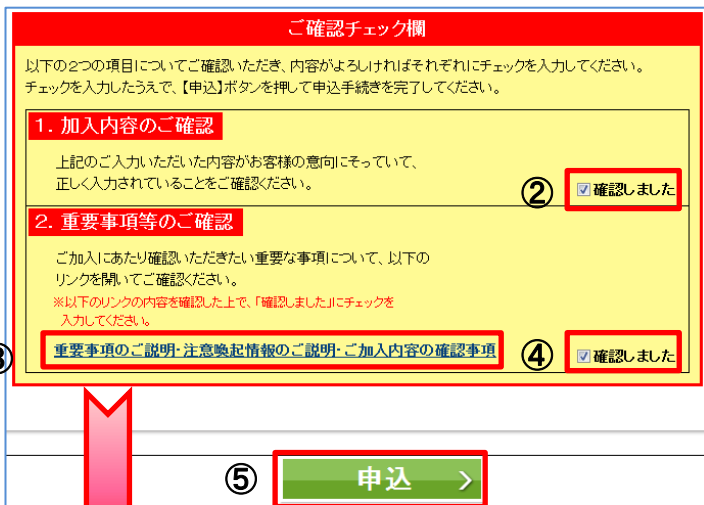 ご確認チェック欄
以下の2つの項目についてご確認いただき、内容がよろしければそれぞれにチェックを入力してください。
チェックを入力したうえで、【申込】ボタンを押して申込手続きを完了してください。
1. 加入内容のご確認
上記のご入力いただいた内容がお客様の意向にそっていて、
正しく入力されていることをご確認ください。
② 確認しました
2. 重要事項等のご確認
ご加入にあたり確認いただきたい重要な事項について、以下の
リンクを開いてご確認ください。
※以下のリンクの内容を確認した上で、「確認しました」にチェックを
入力してください。
③ 重要事項のご説明・注意喚起情報のご説明・ご加入内容の確認事項 ④ 確認しました
⑤ 申込